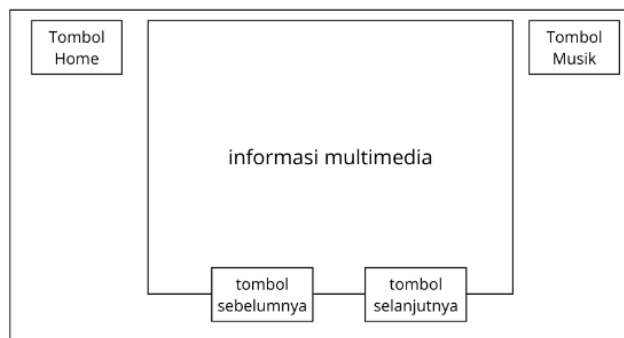 Tombol
Home
Tombol
Musik
informasi multimedia
tombol
sebelumnya
tombol
selanjutnya